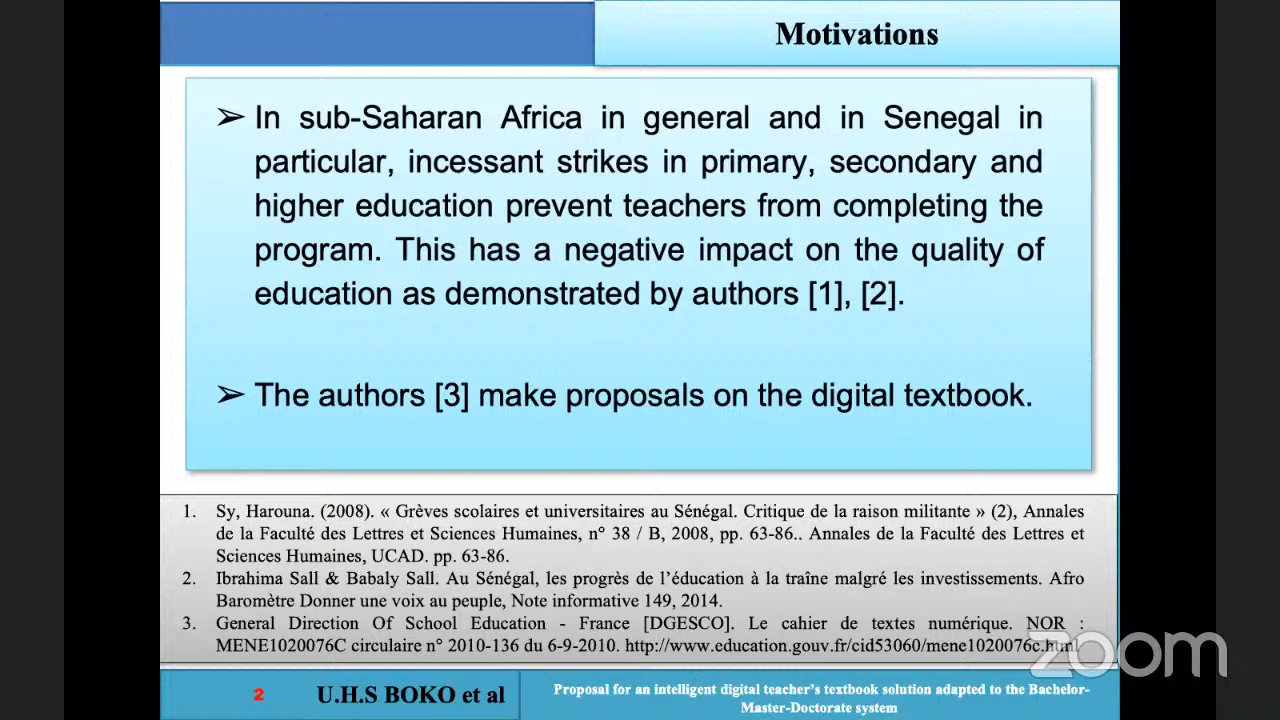 Motivations
➢ In sub-Saharan Africa in general and in Senegal in
particular, incessant strikes in primary, secondary and
higher education prevent teachers from completing the
program. This has a negative impact on the quality of
education as demonstrated by authors [1], [2].
➢ The authors [3] make proposals on the digital textbook.
1. Sy, Harouna. (2008). « Grèves scolaires et universitaires au Sénégal. Critique de la raison militante » (2), Annales
de la Faculté des Lettres et Sciences Humaines, n° 38 / B, 2008, pp. 63-86.. Annales de la Faculté des Lettres et
Sciences Humaines, UCAD. pp. 63-86.
2. Ibrahima Sall & Babaly Sall. Au Sénégal, les progrès de l’éducation à la traîne malgré les investissements. Afro
Baromètre Donner une voix au peuple, Note informative 149, 2014.
3. General Direction Of School Education - France [DGESCO]. Le cahier de textes numérique. NOR :
MENE1020076C circulaire n° 2010-136 du 6-9-2010. http://www.education.gouv.fr/cid53060/mene1020076c.html
zoom
2
U.H.S BOKO et al
Proposal for an intelligent digital teacher’s textbook solution adapted to the Bachelor-
Master-Doctorate system